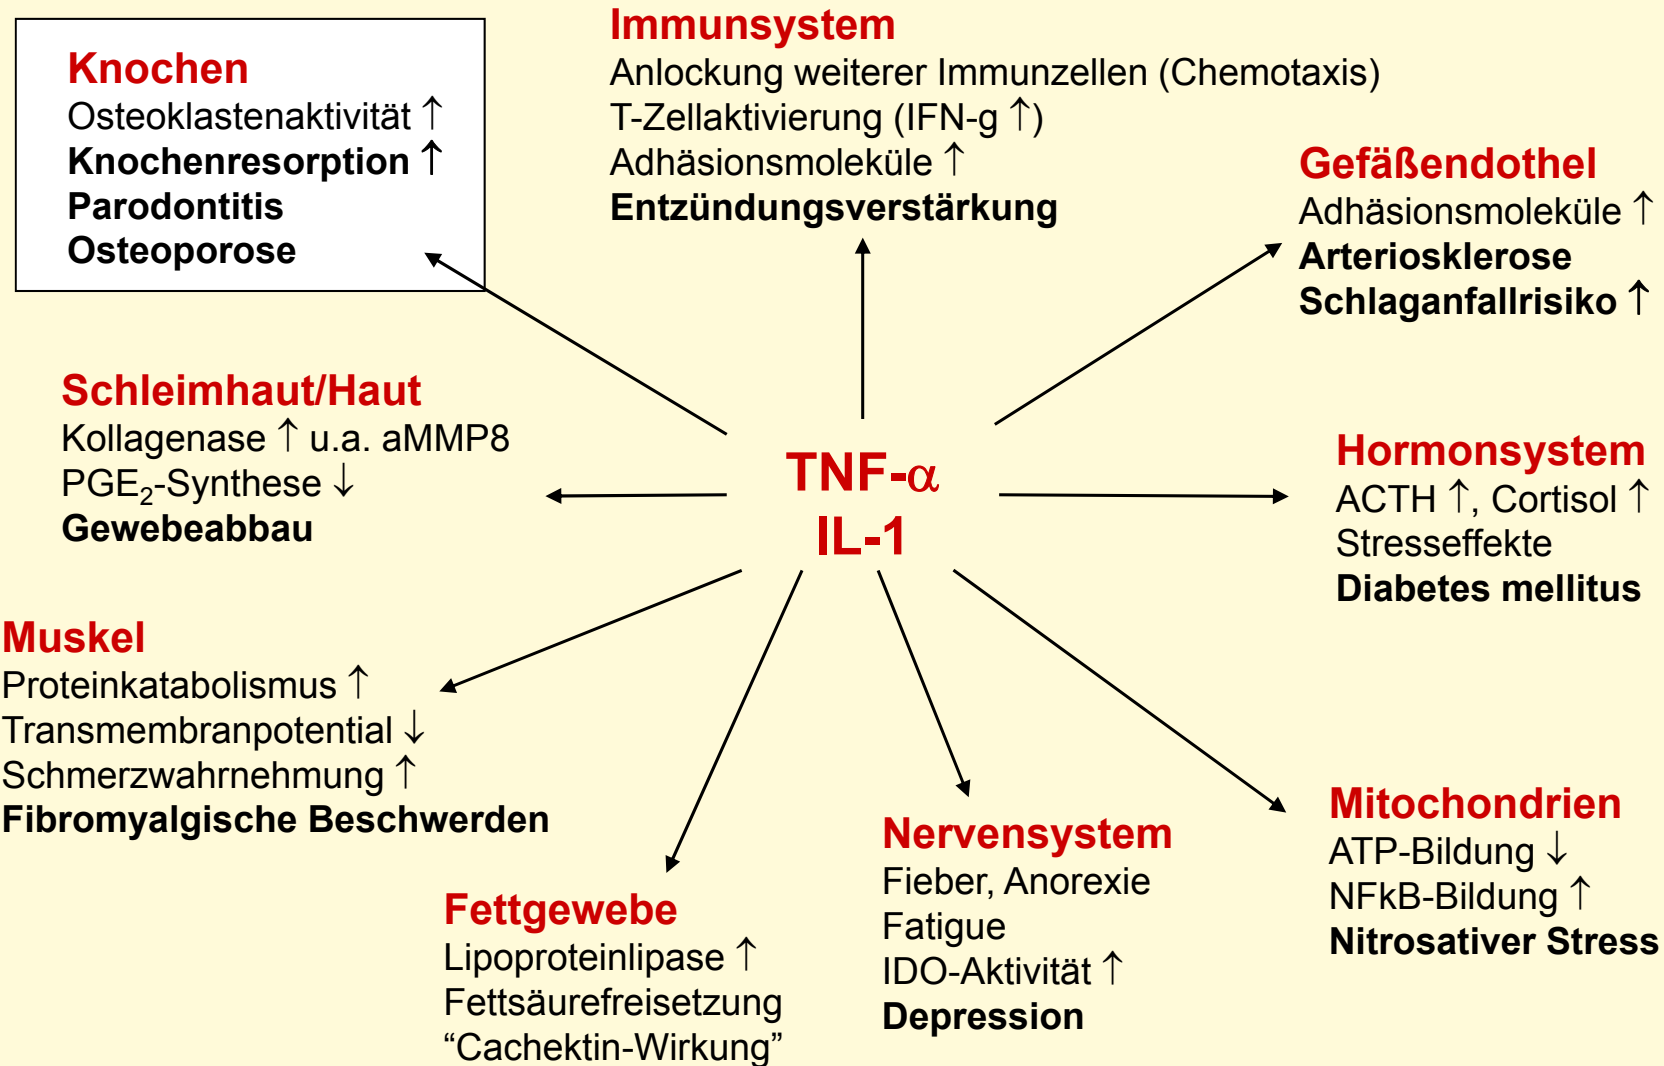 Knochen
Osteoklastenaktivität ↑
Knochenresorption ↑
Parodontitis
Osteoporose
Immunsystem
Anlockung weiterer Immunzellen (Chemotaxis)
T-Zellaktivierung (IFN-g ↑)
Adhäsionsmoleküle ↑
Entzündungsverstärkung
Gefäßendothel
Adhäsionsmoleküle ↑
Arteriosklerose
Schlaganfallrisiko ↑
Schleimhaut/Haut
Kollagenase ↑ u.a. aMMP8
PGE₂-Synthese ↓
Gewebeabbau
TNF-α
IL-1
Hormonsystem
ACTH ↑, Cortisol ↑
Stresseffekte
Diabetes mellitus
Muskel
Proteinkatabolismus ↑
Transmembranpotential ↓
Schmerzwahrnehmung ↑
Fibromyalgische Beschwerden
Fettgewebe
Lipoproteinlipase ↑
Fettsäurefreisetzung
“Cachektin-Wirkung”
Nervensystem
Fieber, Anorexie
Fatigue
IDO-Aktivität ↑
Depression
Mitochondrien
ATP-Bildung ↓
NFkB-Bildung ↑
Nitrosativer Stress